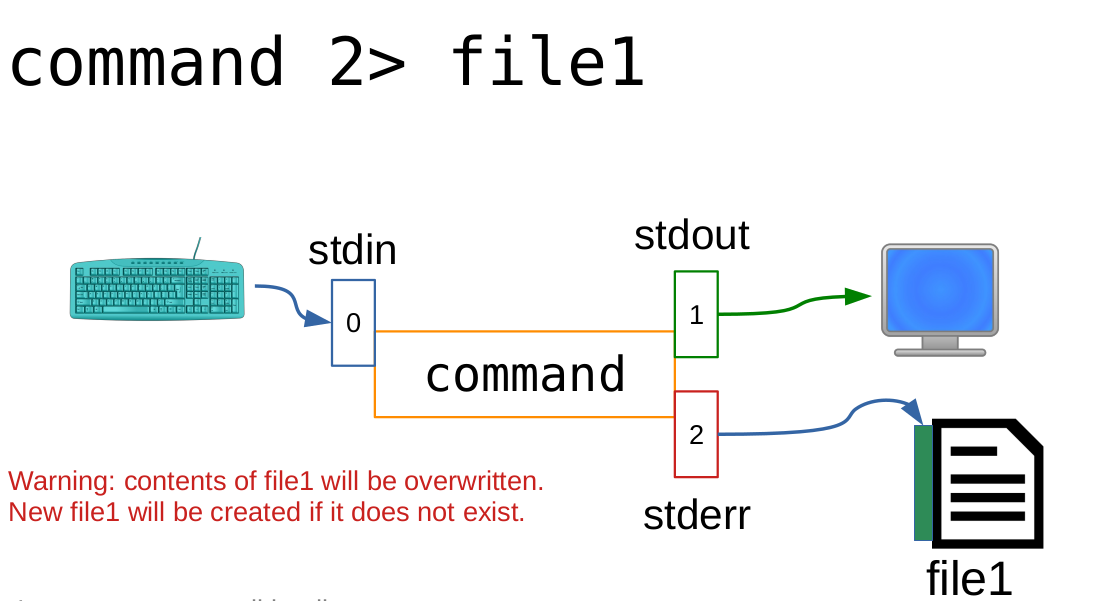 command 2> file1
stdin
stdout
0
1
command
2
Warning: contents of file1 will be overwritten.
New file1 will be created if it does not exist.
stderr
file1